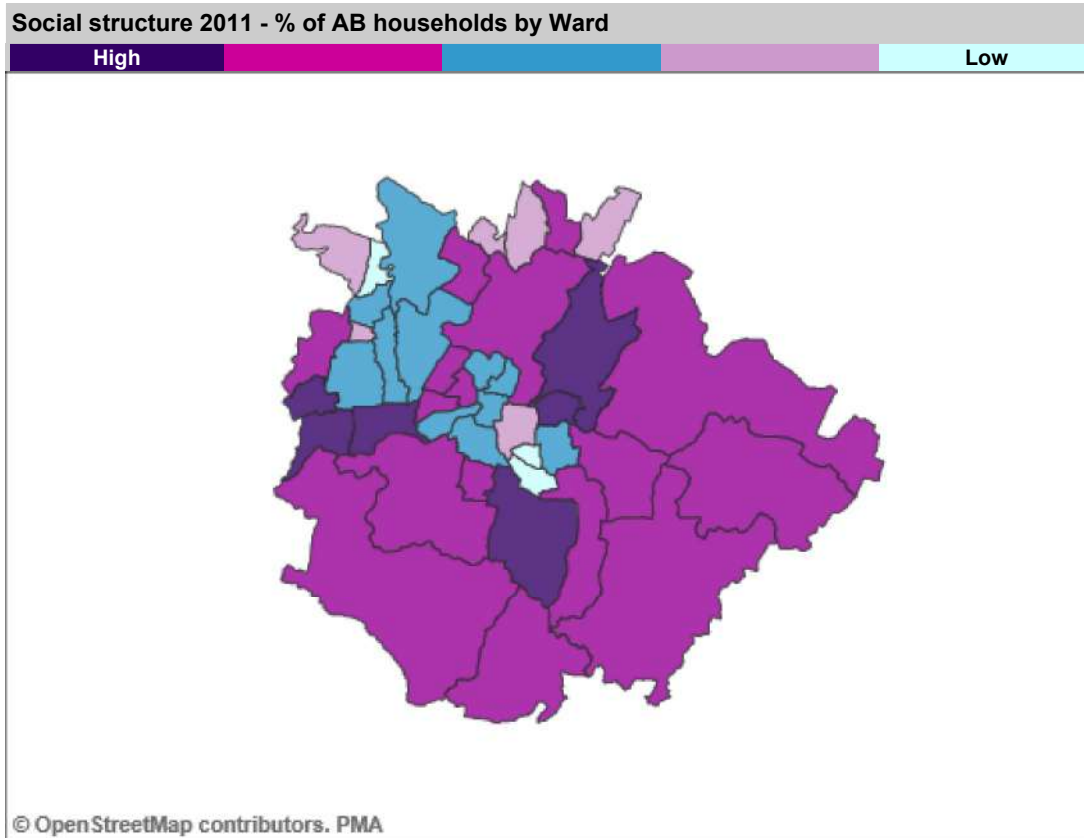 Social structure 2011 - % of AB households by Ward
High Low
© OpenStreetMap contributors. PMA